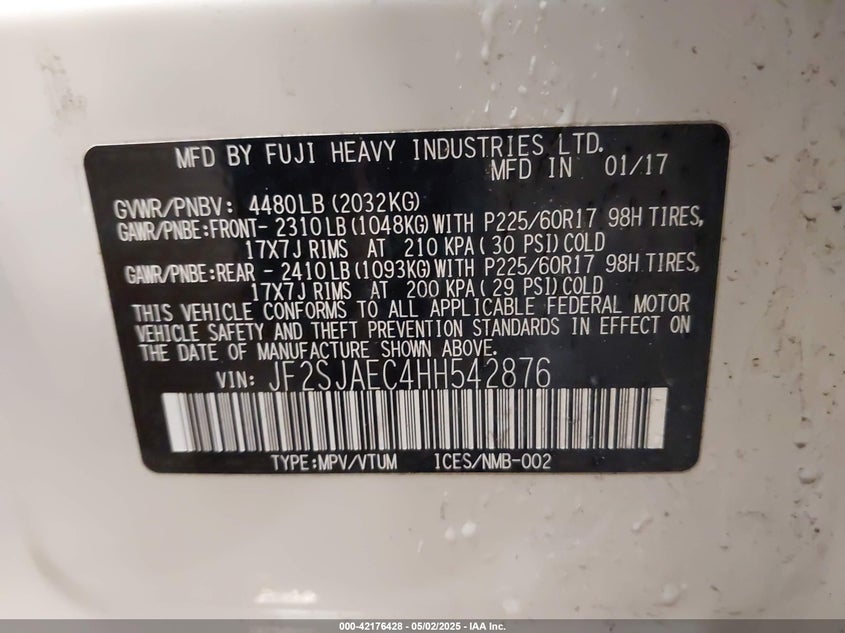 MFD BY FUJI HEAVY INDUSTRIES LTD.
MFD IN 01/17
GVWR/PNBV: 4480LB(2032KG)
GAWR/PNBE:FRONT- 2310LB(1048KG)WITH P225/60R17 98H TIRES,
17X7J RIMS AT 210 KPA( 30 PSI)COLD
GAWR/PNBE:REAR - 2410LB(1093KG)WITH P225/60R17 98H TIRES,
17X7J RIMS AT 200 KPA( 29 PSI)COLD
THIS VEHICLE CONFORMS TO ALL APPLICABLE FEDERAL MOTOR
VEHICLE SAFETY AND THEFT PREVENTION STANDARDS IN EFFECT ON
THE DATE OF MANUFACTURE SHOWN ABOVE.
VIN: JF2SJAEC4HH542876
TYPE:MPV/VTUM ICES/NMB-002
000-42176428 - 05/02/2025 - IAA Inc.